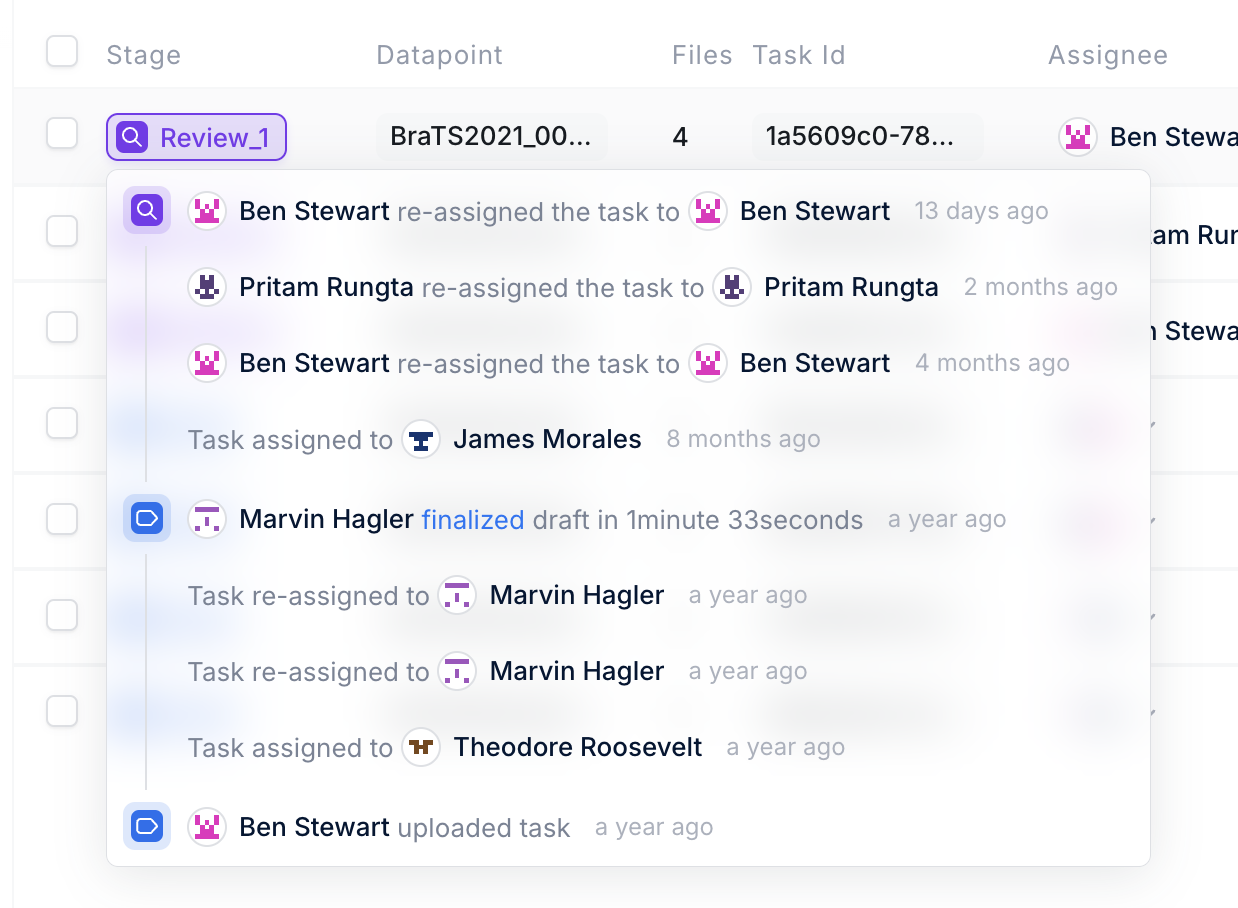 Stage Datapoint Files Task Id Assignee
Review_1 BraTS2021_00... 4 1a5609c0-78... Ben Stewa
Ben Stewart re-assigned the task to Ben Stewart 13 days ago
tam Run
Pritam Rungta re-assigned the task to Pritam Rungta 2 months ago
Stewa
Ben Stewart re-assigned the task to Ben Stewart 4 months ago
Task assigned to James Morales 8 months ago
Marvin Hagler finalized draft in 1minute 33seconds a year ago
Task re-assigned to Marvin Hagler a year ago
Task re-assigned to Marvin Hagler a year ago
Task assigned to Theodore Roosevelt a year ago
Ben Stewart uploaded task a year ago